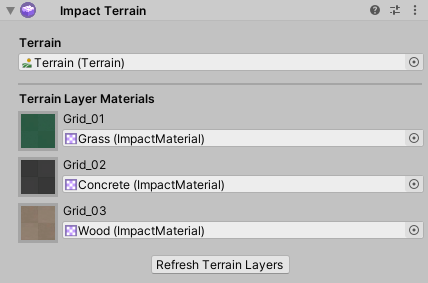 Impact Terrain
Terrain
Terrain (Terrain)
Terrain Layer Materials
Grid_01
Grass (ImpactMaterial)
Grid_02
Concrete (ImpactMaterial)
Grid_03
Wood (ImpactMaterial)
Refresh Terrain Layers